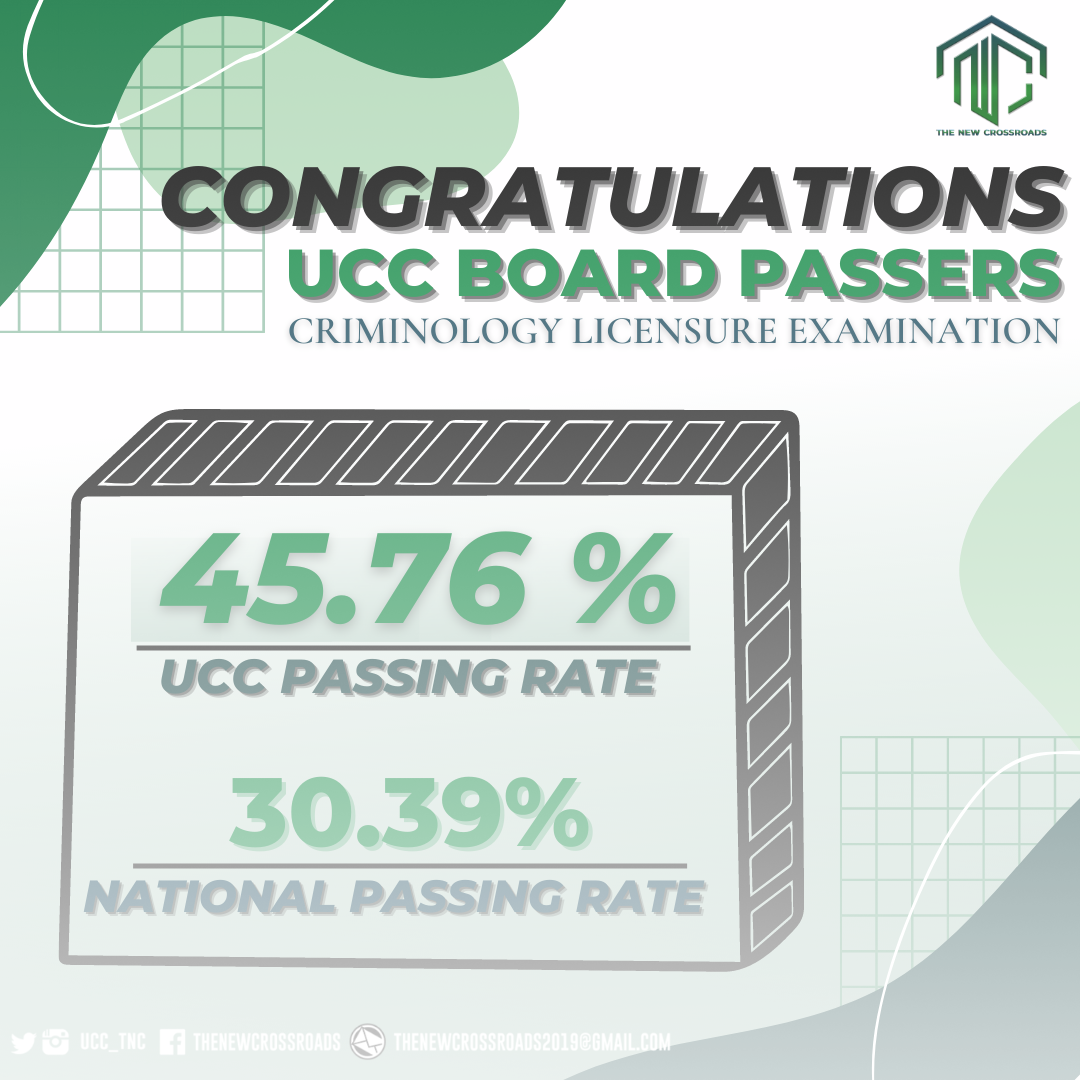 THE NEW CROSSROADS
CONGRATULATIONS
UCC BOARD PASSERS
CRIMINOLOGY LICENSURE EXAMINATION
45.76 %
UCC PASSING RATE
30.39%
NATIONAL PASSING RATE
UCC_TNC THENEWCROSSROADS THENEWCROSSROADS2019@GMAIL.COM